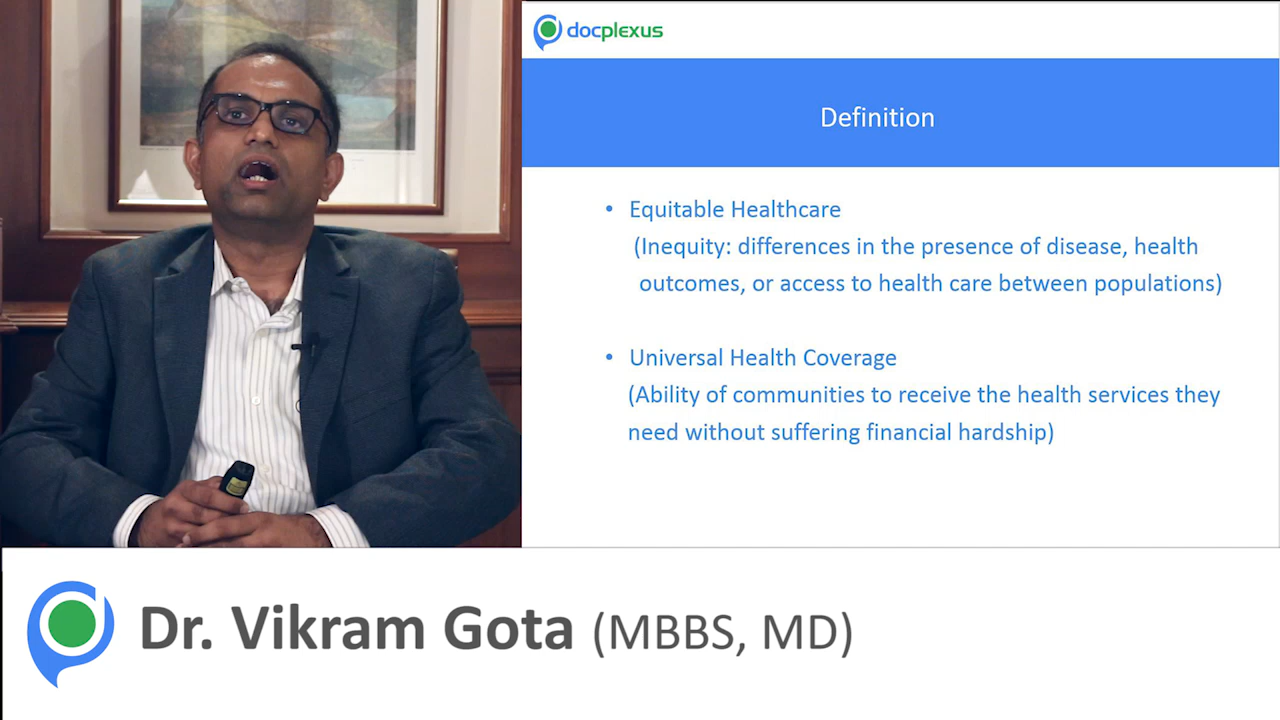 docplexus
Definition
• Equitable Healthcare
(Inequity: differences in the presence of disease, health
outcomes, or access to health care between populations)
• Universal Health Coverage
(Ability of communities to receive the health services they
need without suffering financial hardship)
Dr. Vikram Gota (MBBS, MD)